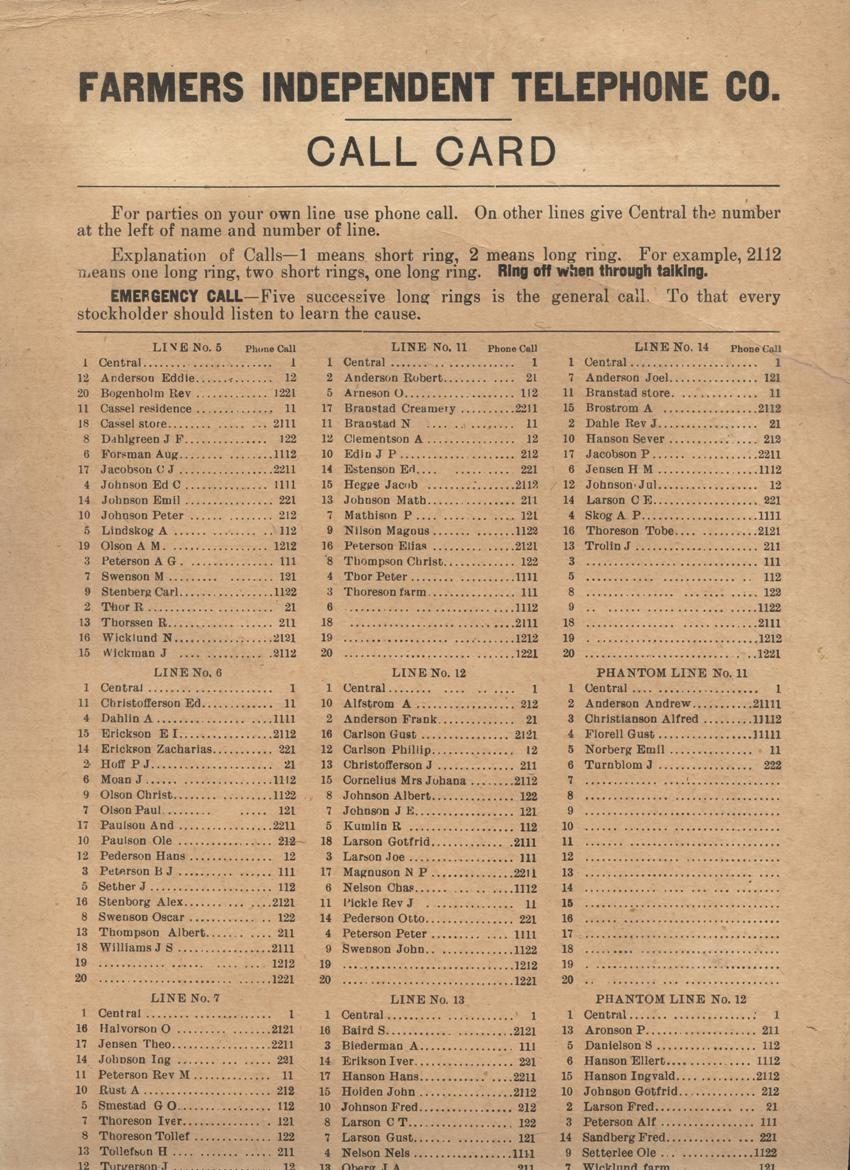 FARMERS INDEPENDENT TELEPHONE CO.
CALL CARD
For parties on your own line use phone call. On other lines give Central the number
at the left of name and number of line.
Explanation of Calls—1 means short ring, 2 means long ring. For example, 2112
means one long ring, two short rings, one long ring. Ring off when through talking.
EMERGENCY CALL—Five successive long rings is the general call. To that every
stockholder should listen to learn the cause.
LINE No. 5 Phone Call
1 Central 1
12 Anderson Eddie 12
20 Bogenholm Rev 1221
11 Cassel residence 11
18 Cassel store 2111
8 Dahlgreen J F 122
6 Forsman Aug 1112
17 Jacobson C J 2211
4 Johnson Ed C 1111
14 Johnson Emil 221
10 Johnson Peter 212
5 Lindskog A 112
19 Olson A M 1212
3 Peterson A G 111
7 Swenson M 121
9 Stenberg Carl 1122
2 Thor R 21
13 Thorssen R 211
16 Wicklund N 2121
15 Wickman J 2112
LINE No. 6
1 Central 1
11 Christofferson Ed 11
4 Dahlin A 1111
15 Erickson E I 2112
14 Erickson Zacharias 221
2 Hoff P J 21
6 Moan J 1112
9 Olson Christ 1122
7 Olson Paul 121
17 Paulson And 2211
10 Paulson Ole 212
12 Pederson Hans 12
3 Peterson B J 111
5 Sether J 112
16 Stenborg Alex 2121
8 Swenson Oscar 122
13 Thompson Albert 211
18 Williams J S 2111
19 1212
20 1221
LINE No. 7
1 Central 1
16 Halvorson O 2121
17 Jensen Theo 2211
14 Johnson Ing 221
11 Peterson Rev M 11
10 Rust A 212
5 Smestad G O 112
7 Thoreson Iver 121
8 Thoreson Tollef 122
13 Tollefson H 211
12 Torgerson J 12
LINE No. 11 Phone Call
1 Central 1
2 Anderson Robert 21
5 Arneson O 112
17 Branstad Creamery 2211
11 Branstad N 11
12 Clementson A 12
10 Edin J P 212
14 Estenson Ed 221
15 Hegge Jacob 2112
13 Johnson Math 211
7 Mathison P 121
9 Nilson Magnus 1122
16 Peterson Elias 2121
8 Thompson Christ 122
4 Thor Peter 1111
3 Thoreson farm 111
6 1112
18 2111
19 1212
20 1221
LINE No. 12
1 Central 1
10 Alfstrom A 212
2 Anderson Frank 21
16 Carlson Gust 2121
12 Carlson Phillip 12
13 Christofferson J 211
15 Cornelius Mrs Johana 2112
8 Johnson Albert 122
7 Johnson J E 121
5 Kumlin R 112
18 Larson Gotfrid 2111
3 Larson Joe 111
17 Magnuson N P 2211
6 Nelson Chas 1112
11 Pickle Rev J 11
14 Pederson Otto 221
4 Peterson Peter 1111
9 Swenson John 1122
19 1212
20 1221
LINE No. 13
1 Central 1
16 Baird S 2121
3 Biederman A 111
14 Erikson Iver 221
17 Hanson Hans 2211
15 Hoiden John 2112
10 Johnson Fred 212
8 Larson C T 122
7 Larson Gust 121
4 Nelson Nels 1111
13 Oberg J A 211
LINE No. 14 Phone Call
1 Central 1
7 Anderson Joel 121
11 Branstad store 11
15 Brostrom A 2112
2 Dahle Rev J 21
10 Hanson Sever 212
17 Jacobson P 2211
6 Jensen H M 1112
12 Johnson Jul 12
14 Larson C E 221
4 Skog A P 1111
16 Thoreson Tobe 2121
13 Trolin J 211
3 111
5 112
8 122
9 1122
18 2111
19 1212
20 1221
PHANTOM LINE No. 11
1 Central 1
2 Anderson Andrew 21111
3 Christianson Alfred 11112
4 Florell Gust 11111
5 Norberg Emil 11
6 Turnblom J 222
7
8
9
10
11
12
13
14
15
16
17
18
19
20
PHANTOM LINE No. 12
1 Central 1
13 Aronson P 211
5 Danielson S 112
6 Hanson Ellert 1112
15 Hanson Ingvald 2112
10 Johnson Gotfrid 212
2 Larson Fred 21
3 Peterson Alf 111
14 Sandberg Fred 221
9 Setterlee Ole 1122
7 Wicklund farm 121